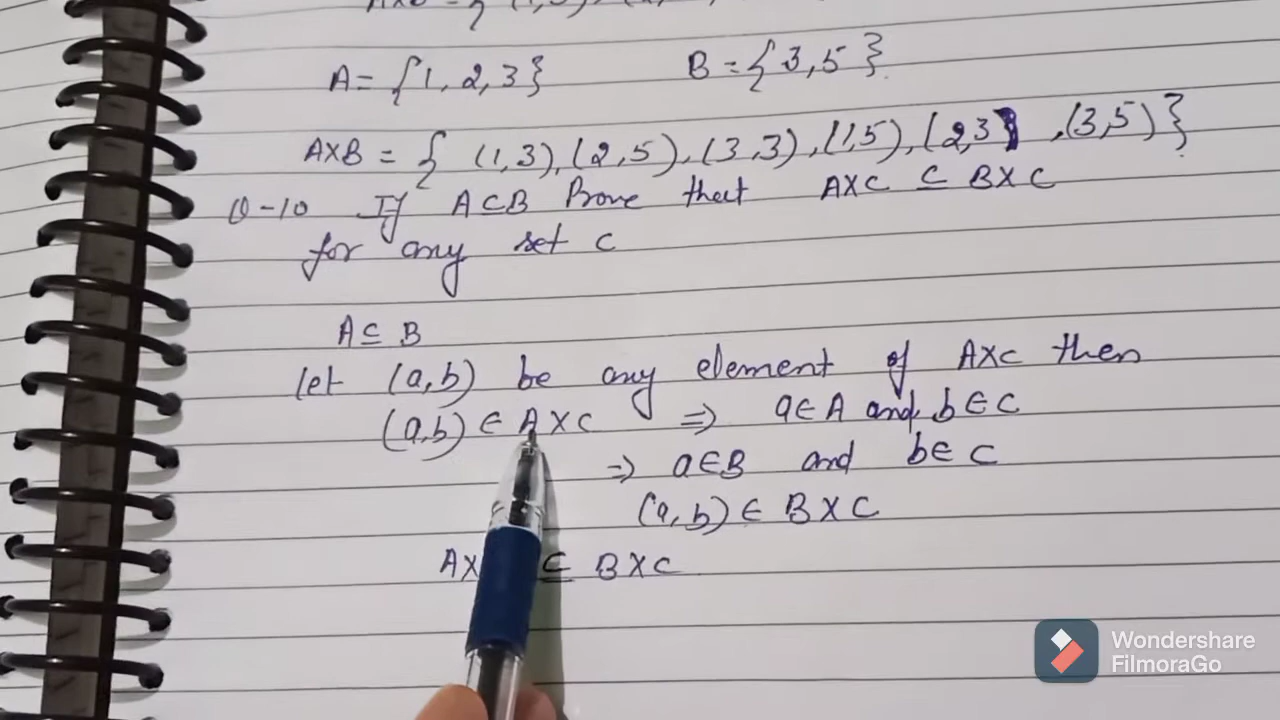 A = {1, 2, 3} B = {3, 5}
A×B = { (1, 3), (2, 5), (3, 3), (1, 5), (2, 3) , (3, 5) }
Q-10 If A⊆B Prove that A×C ⊆ B×C
for any set C
A ⊆ B
let (a, b) be any element of A×C then
(a, b) ∈ A×C ⇒ a∈A and b∈C
⇒ a∈B and b∈C
(a, b) ∈ B×C
A× ⊆ B×C
Wondershare
FilmoraGo